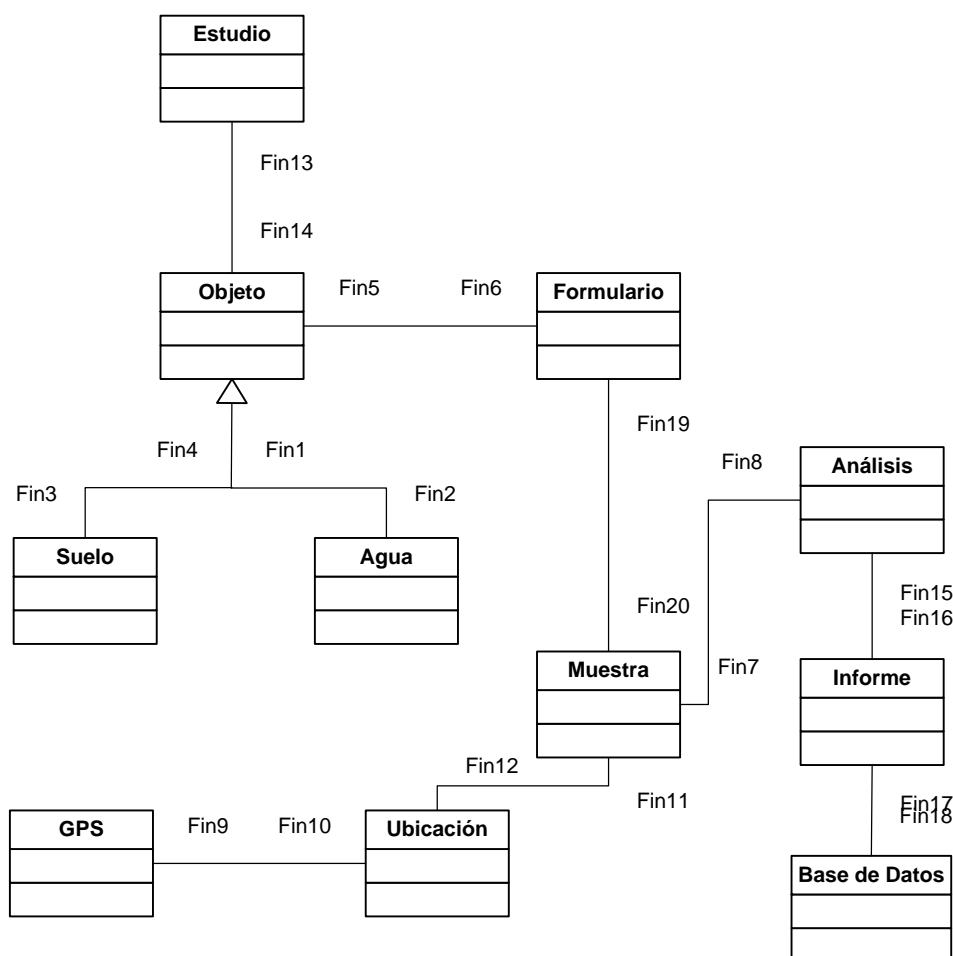 Estudio
Fin13
Fin14
Objeto
Fin5
Fin6
Formulario
Fin4
Fin1
Fin19
Fin3
Fin2
Fin8
Análisis
Suelo
Agua
Fin20
Fin15
Fin16
Muestra
Fin7
Informe
Fin12
Fin11
GPS
Fin9
Fin10
Ubicación
Fin17
Fin18
Base de Datos